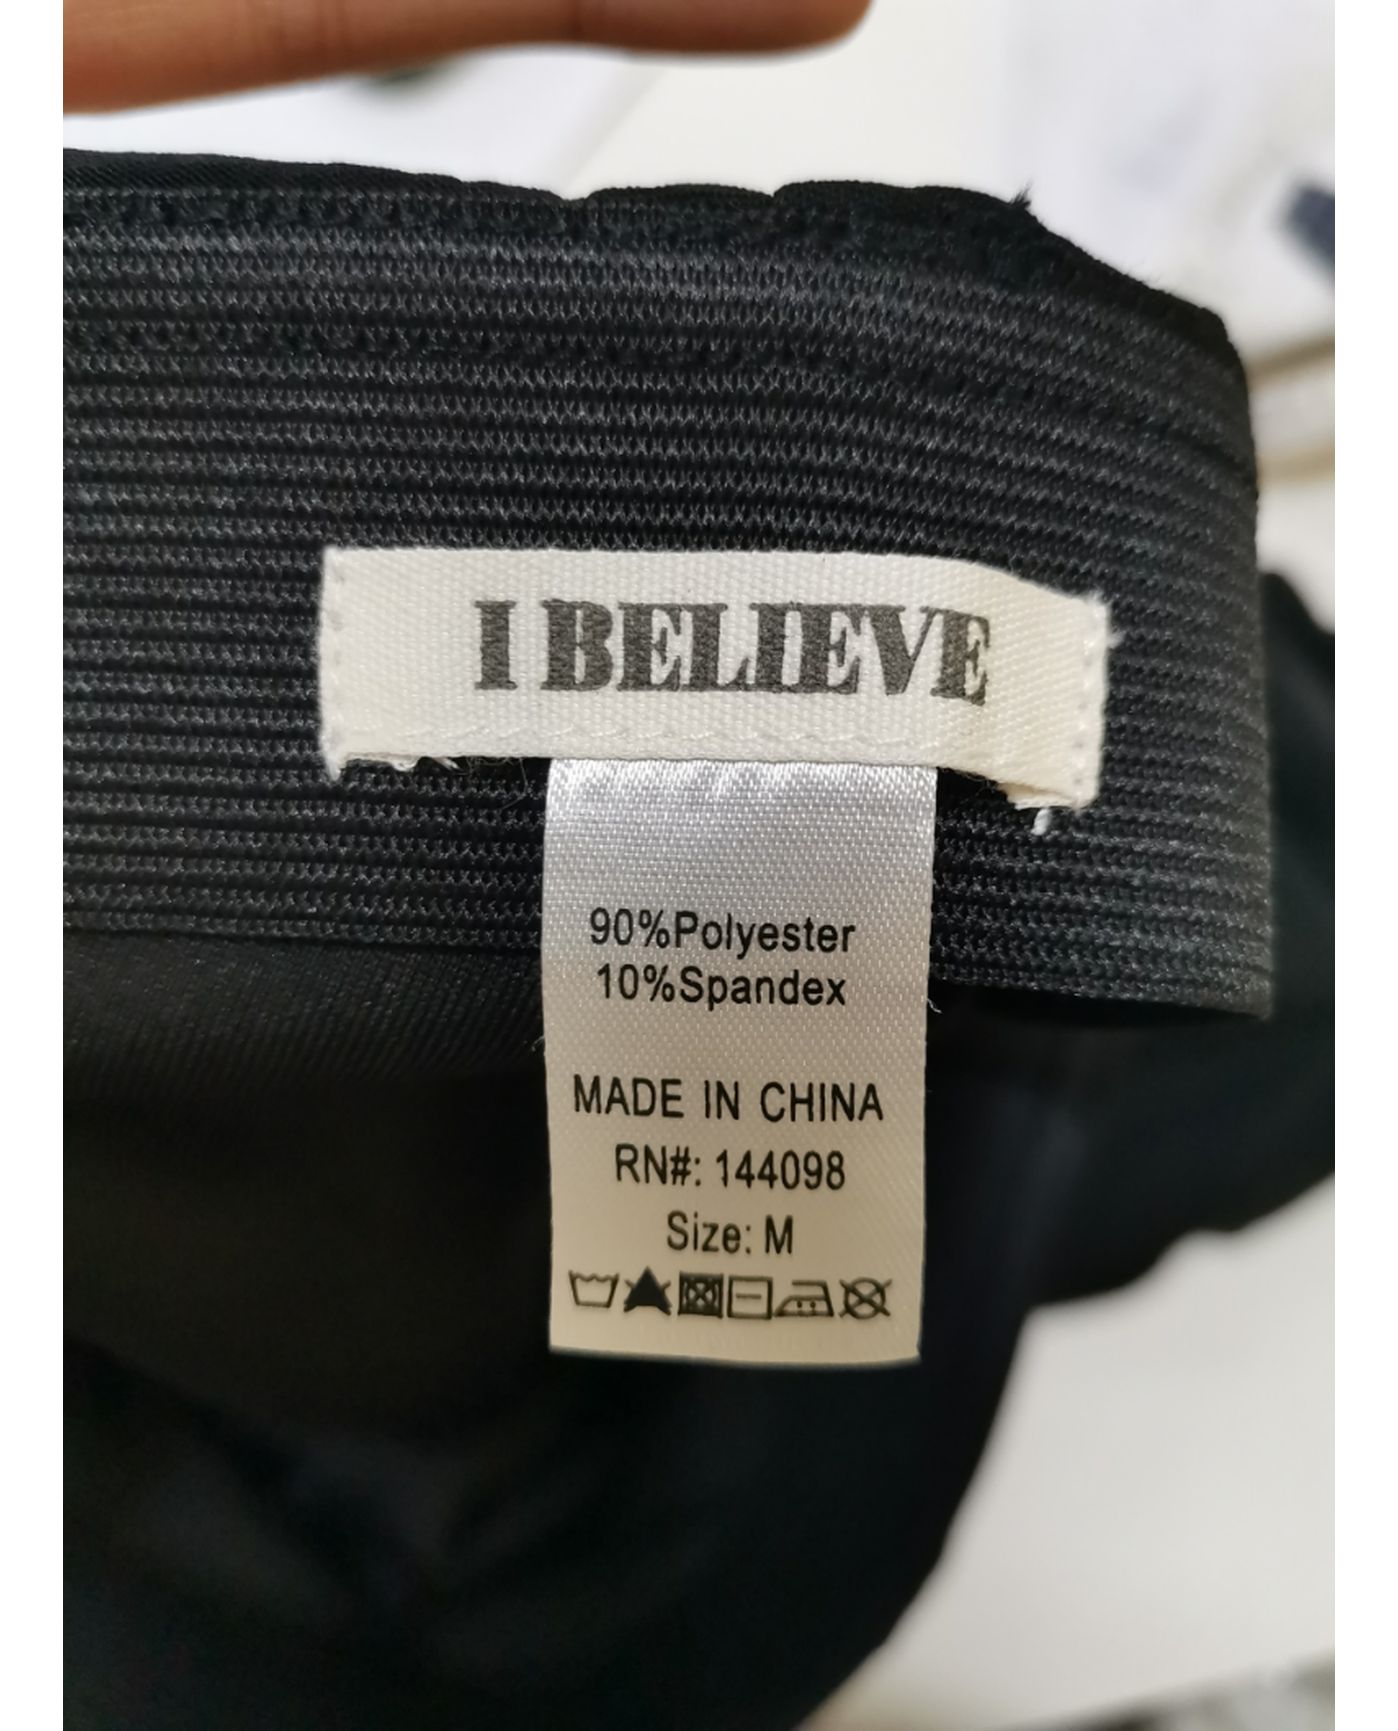 I BELIEVE
90%Polyester
10%Spandex
MADE IN CHINA
RN#: 144098
Size: M